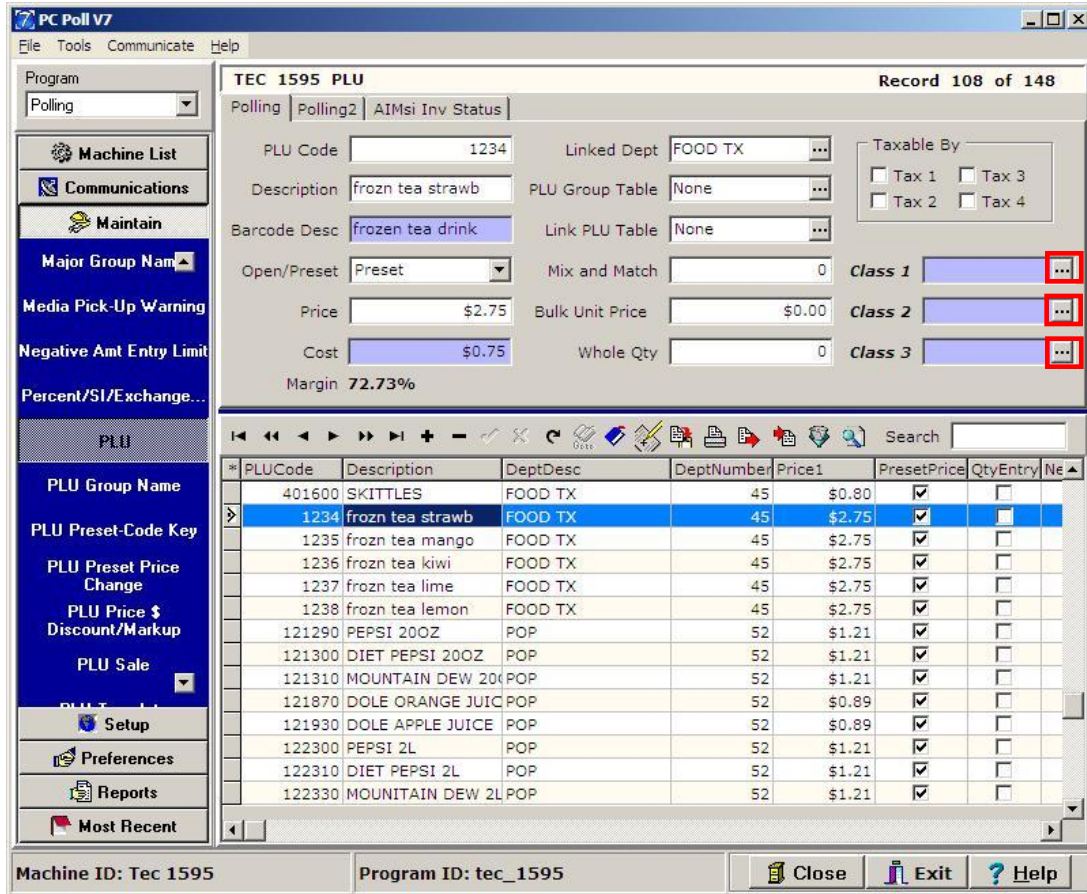 PC Poll V7
File Tools Communicate Help
Program
Polling
Machine List
Communications
Maintain
Major Group Nam
Media Pick-Up Warning
Negative Amt Entry Limit
Percent/SI/Exchange...
PLU
PLU Group Name
PLU Preset-Code Key
PLU Preset Price
Change
PLU Price $
Discount/Markup
PLU Sale
Setup
Preferences
Reports
Most Recent
TEC 1595 PLU Record 108 of 148
Polling Polling2 AIMsi Inv Status
PLU Code 1234 Linked Dept FOOD TX ... Taxable By
Tax 1 Tax 3
Description frozn tea strawb PLU Group Table None ... Tax 2 Tax 4
Barcode Desc frozen tea drink Link PLU Table None ...
Open/Preset Preset Mix and Match 0 Class 1 ...
Price $2.75 Bulk Unit Price $0.00 Class 2 ...
Cost $0.75 Whole Qty 0 Class 3 ...
Margin 72.73%
Search
* PLUCode Description DeptDesc DeptNumber Price1 PresetPrice QtyEntry Ne
401600 SKITTLES FOOD TX 45 $0.80
1234 frozn tea strawb FOOD TX 45 $2.75
1235 frozn tea mango FOOD TX 45 $2.75
1236 frozn tea kiwi FOOD TX 45 $2.75
1237 frozn tea lime FOOD TX 45 $2.75
1238 frozn tea lemon FOOD TX 45 $2.75
121290 PEPSI 20OZ POP 52 $1.21
121300 DIET PEPSI 20OZ POP 52 $1.21
121310 MOUNTAIN DEW 20( POP 52 $1.21
121870 DOLE ORANGE JUIC POP 52 $0.89
121930 DOLE APPLE JUICE POP 52 $0.89
122300 PEPSI 2L POP 52 $1.21
122310 DIET PEPSI 2L POP 52 $1.21
122330 MOUNITAIN DEW 2L POP 52 $1.21
Machine ID: Tec 1595 Program ID: tec_1595 Close Exit Help